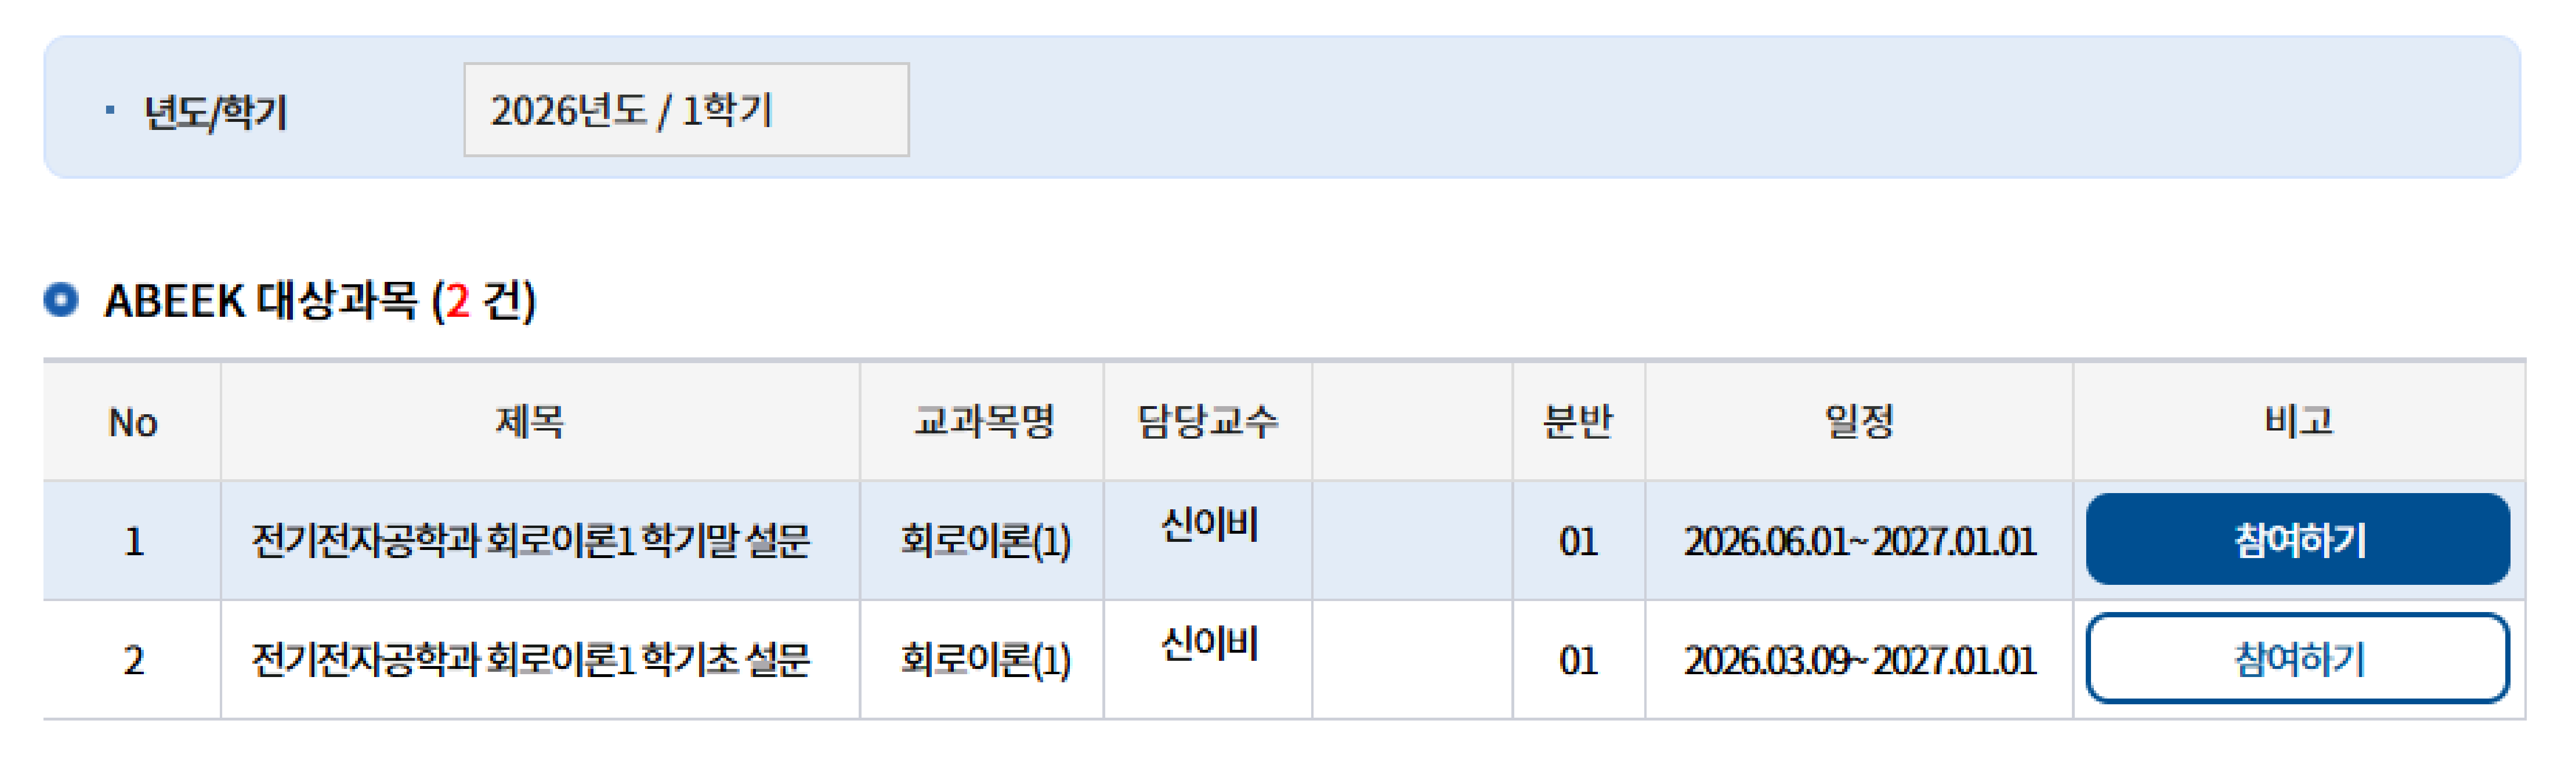 년도/학기 2026년도 / 1학기
ABEEK 대상과목 (2 건)
No 제목 교과목명 담당교수 분반 일정 비고
1 전기전자공학과 회로이론1 학기말 설문 회로이론(1) 신이비 01 2026.06.01~ 2027.01.01 참여하기
2 전기전자공학과 회로이론1 학기초 설문 회로이론(1) 신이비 01 2026.03.09~ 2027.01.01 참여하기